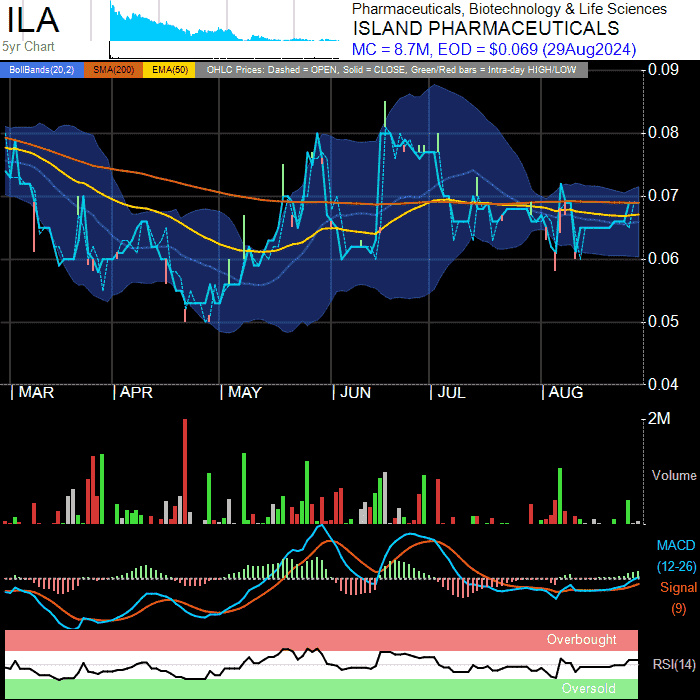 ILA
5yr Chart
Pharmaceuticals, Biotechnology & Life Sciences
ISLAND PHARMACEUTICALS
MC = 8.7M, EOD = $0.069 (29Aug2024)
BollBands(20,2) SMA(200) EMA(50) OHLC Prices: Dashed = OPEN, Solid = CLOSE, Green/Red bars = Intra-day HIGH/LOW
0.09
0.08
0.07
0.06
0.05
0.04
MAR APR MAY JUN JUL AUG
2M
Volume
MACD
(12-26)
Signal
(9)
Overbought
RSI(14)
Oversold